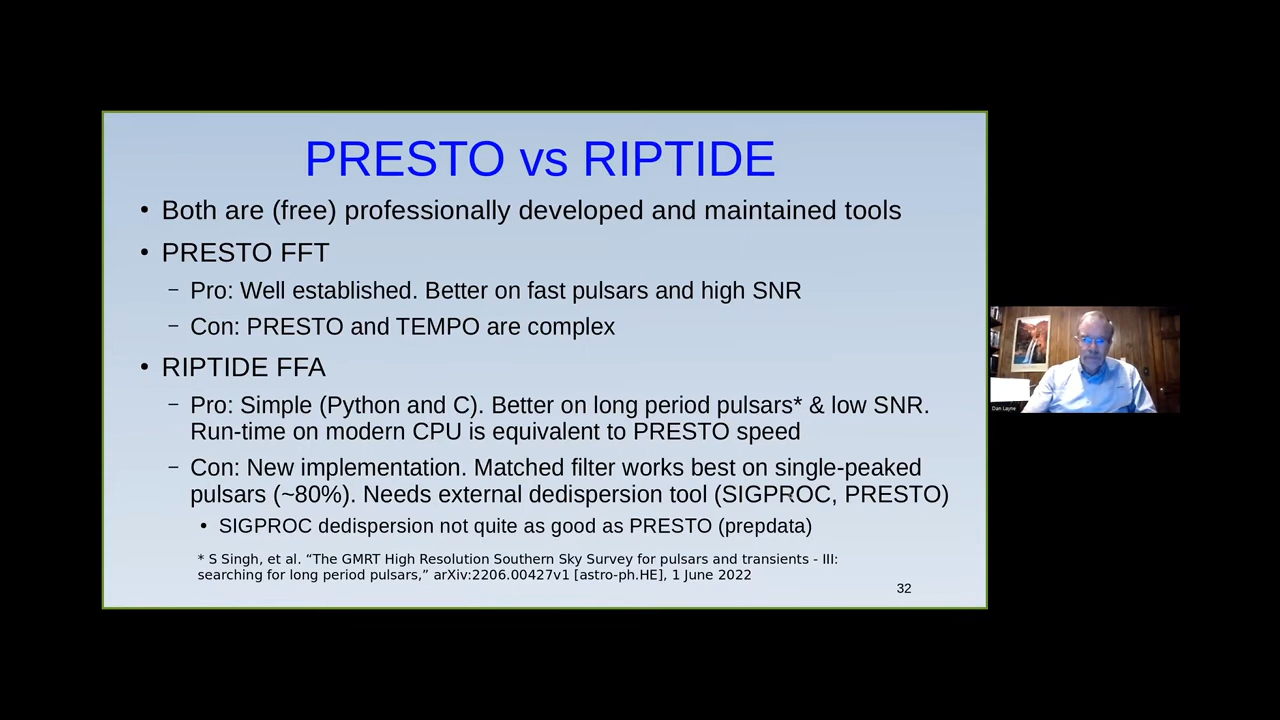 PRESTO vs RIPTIDE
• Both are (free) professionally developed and maintained tools
• PRESTO FFT
– Pro: Well established. Better on fast pulsars and high SNR
– Con: PRESTO and TEMPO are complex
• RIPTIDE FFA
– Pro: Simple (Python and C). Better on long period pulsars* & low SNR.
Run-time on modern CPU is equivalent to PRESTO speed
– Con: New implementation. Matched filter works best on single-peaked
pulsars (~80%). Needs external dedispersion tool (SIGPROC, PRESTO)
• SIGPROC dedispersion not quite as good as PRESTO (prepdata)
* S Singh, et al. “The GMRT High Resolution Southern Sky Survey for pulsars and transients - III:
searching for long period pulsars,” arXiv:2206.00427v1 [astro-ph.HE], 1 June 2022
32
Dan Layne